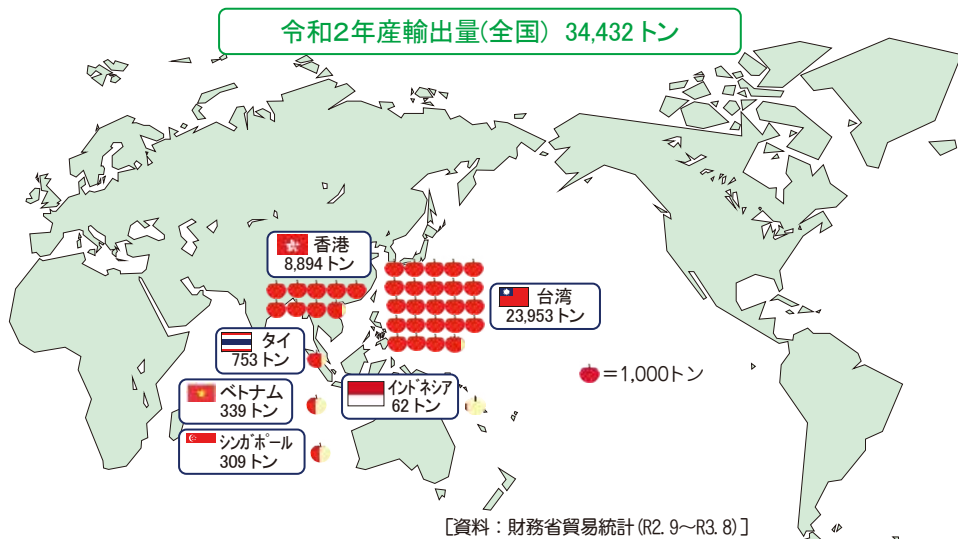 令和2年産輸出量(全国) 34,432トン
香港
8,894トン
台湾
23,953トン
タイ
753トン
ベトナム
339トン
インドネシア
62トン
シンガポール
309トン
=1,000トン
[資料：財務省貿易統計(R2.9～R3.8)]